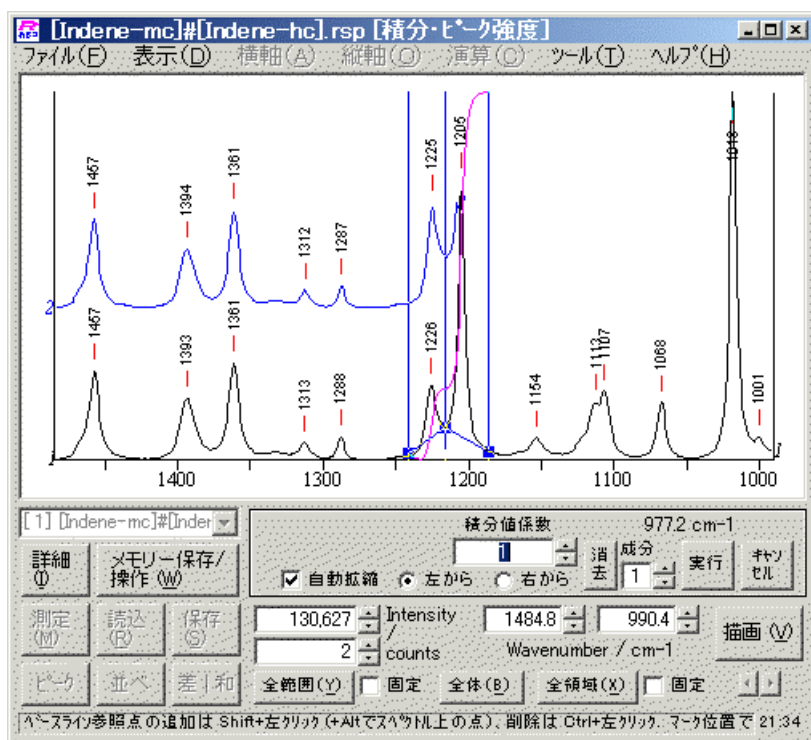 [Indene-mc]#[Indene-hc].rsp [積分･ﾋﾟｰｸ強度]
ファイル(F) 表示(D) 横軸(A) 縦軸(O) 演算(C) ツール(T) ヘルプ(H)
1457 1394 1361 1312 1287 1225 1205 1018
2
1457 1393 1361 1313 1288 1226 1154 1113 1107 1068 1001
1
1400 1300 1200 1100 1000
[1] [Indene-mc]#[Inder
積分値係数 977.2 cm-1
詳細(I) メモリー保存/操作(W)
1 消去 成分 1 実行 ｷｬﾝｾﾙ
自動拡縮 左から 右から
測定(M) 読込(R) 保存(S)
130,627 Intensity / counts 1484.8 990.4 描画(V)
2 Wavenumber / cm-1
ピーク 並べ 差|和 全範囲(Y) 固定 全体(B) 全領域(X) 固定
ﾍﾞｰｽﾗｲﾝ参照点の追加は Shift+左ｸﾘｯｸ(+Altでｽﾍﾟｸﾄﾙ上の点)、削除は Ctrl+左ｸﾘｯｸ. ﾏｰｸ位置で 21:34